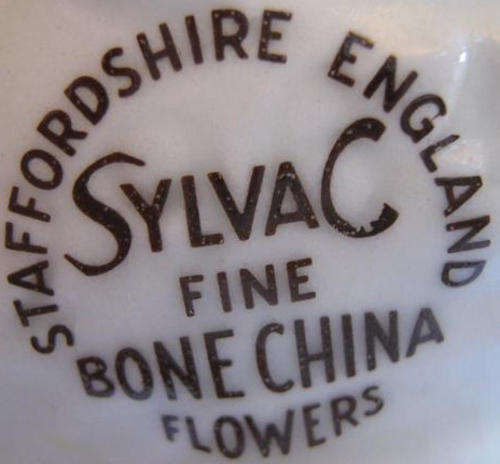 STAFFORDSHIRE ENGLAND
SYLVAC
FINE
BONE CHINA
FLOWERS